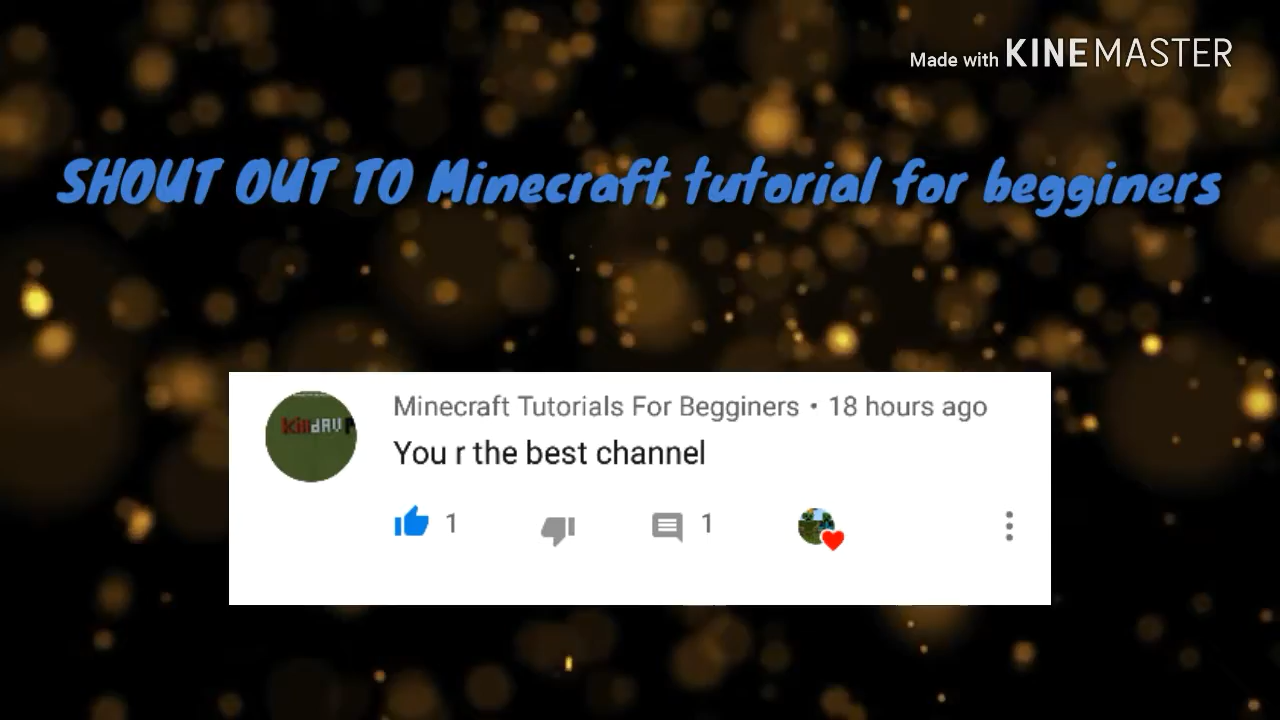 Made with KINEMASTER
SHOUT OUT TO Minecraft tutorial for begginers
Minecraft Tutorials For Begginers • 18 hours ago
You r the best channel
1 1